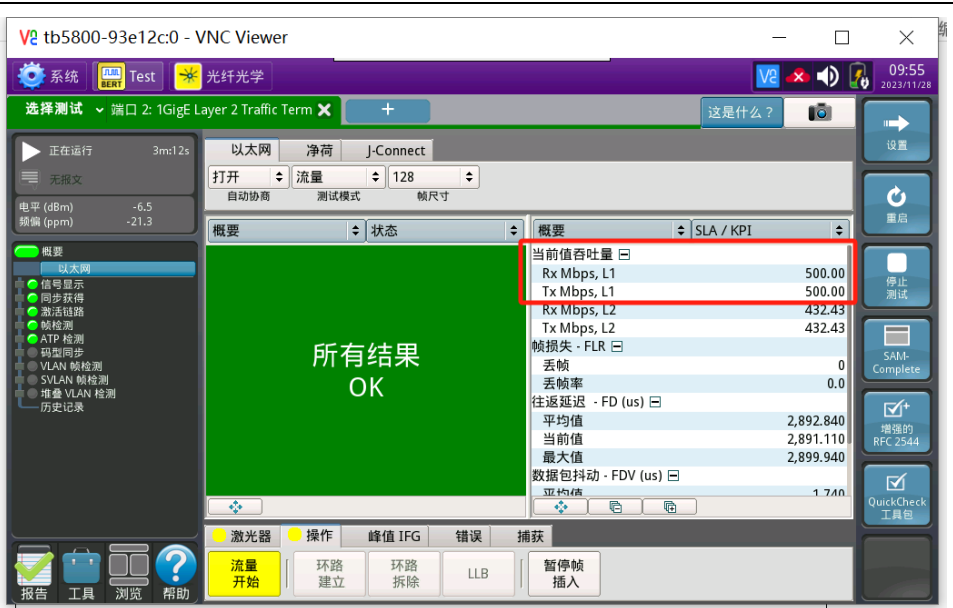 tb5800-93e12c:0 - VNC Viewer
系统 BERT Test 光纤光学 09:55
2023/11/28
选择测试 端口 2: 1GigE Layer 2 Traffic Term + 这是什么？
正在运行 3m:12s
无报文
电平 (dBm) -6.5
频偏 (ppm) -21.3
概要
以太网
信号显示
同步获得
激活链路
帧检测
ATP 检测
码型同步
VLAN 帧检测
SVLAN 帧检测
堆叠 VLAN 检测
历史记录
以太网 净荷 J-Connect
打开 流量 128
自动协商 测试模式 帧尺寸
概要 状态
所有结果
OK
概要 SLA / KPI
当前值吞吐量
Rx Mbps, L1 500.00
Tx Mbps, L1 500.00
Rx Mbps, L2 432.43
Tx Mbps, L2 432.43
帧损失 - FLR
丢帧 0
丢帧率 0.0
往返延迟 - FD (us)
平均值 2,892.840
当前值 2,891.110
最大值 2,899.940
数据包抖动 - FDV (us)
平均值 1.740
设置
重启
停止
测试
SAM-
Complete
增强的
RFC 2544
QuickCheck
工具包
激光器 操作 峰值 IFG 错误 捕获
流量
开始
环路
建立
环路
拆除
LLB
暂停帧
插入
报告 工具 浏览 帮助